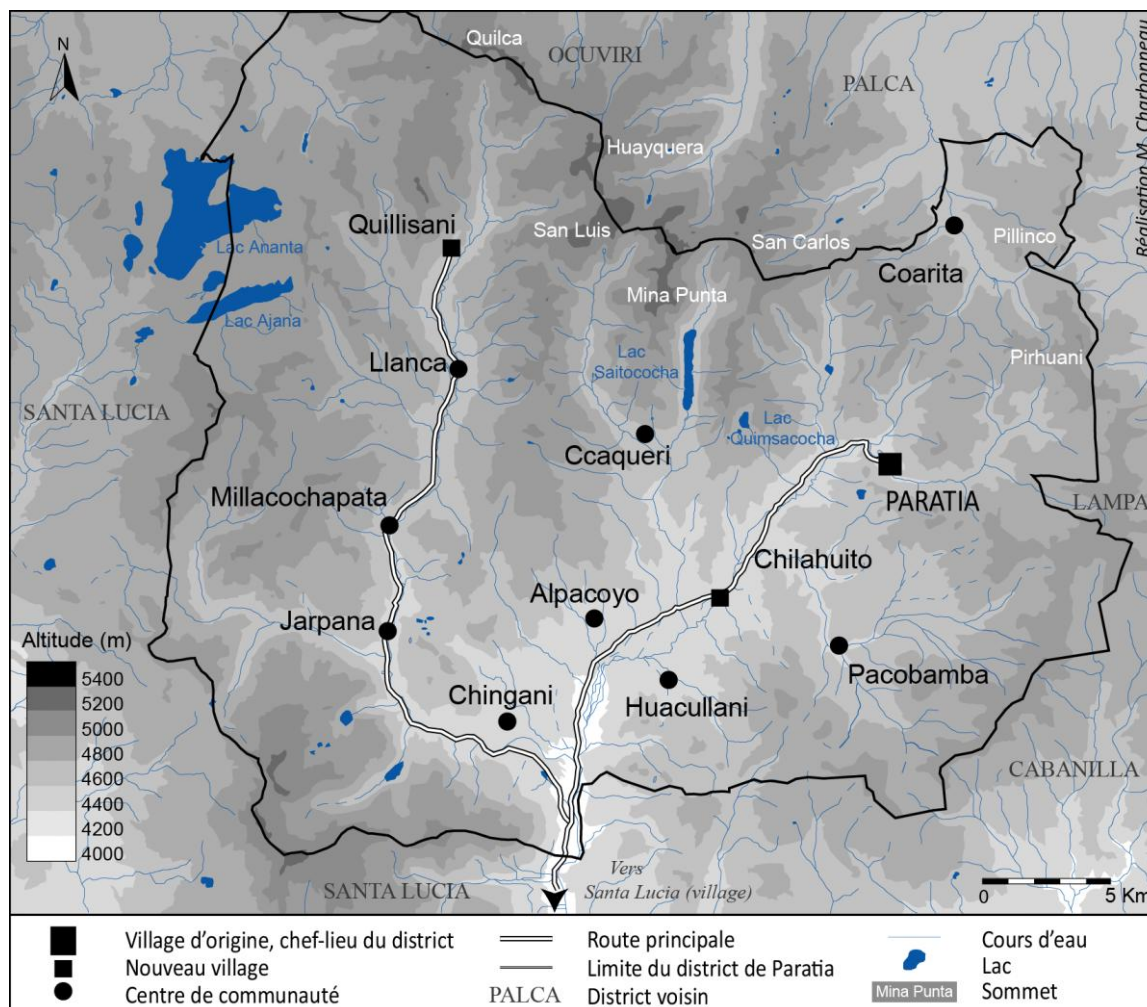 N
Quilca
OCUVIRI
PALCA
Réalisation M. Charbonneau
Huayquera
Quillisani
San Luis
San Carlos
Pillinco
Coarita
Lac Ananta
Mina Punta
Lac Ajana
Llanca
Lac
Saitococha
Pirhuani
SANTA LUCIA
Ccaqueri
Lac
Quimsacocha
Millacochapata
PARATIA
LAMPA
Chilahuito
Alpacoyo
Jarpana
Pacobamba
Chingani
Huacullani
Altitude (m)
5400
5200
5000
4800
4600
4400
4200
4000
CABANILLA
SANTA LUCIA
Vers
Santa Lucia (village)
0 5 Km
Village d'origine, chef-lieu du district
Nouveau village
Centre de communauté
Route principale
Limite du district de Paratia
PALCA District voisin
Cours d'eau
Lac
Mina Punta Sommet